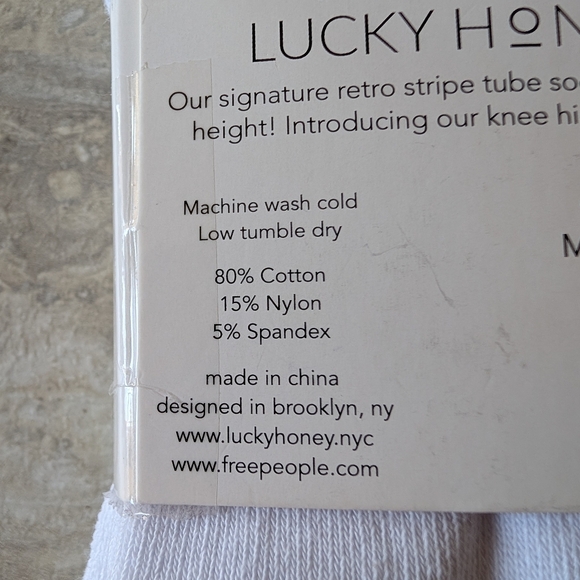 LUCKY HON
Our signature retro stripe tube so
height! Introducing our knee hi
Machine wash cold
Low tumble dry
M
80% Cotton
15% Nylon
5% Spandex
made in china
designed in brooklyn, ny
www.luckyhoney.nyc
www.freepeople.com